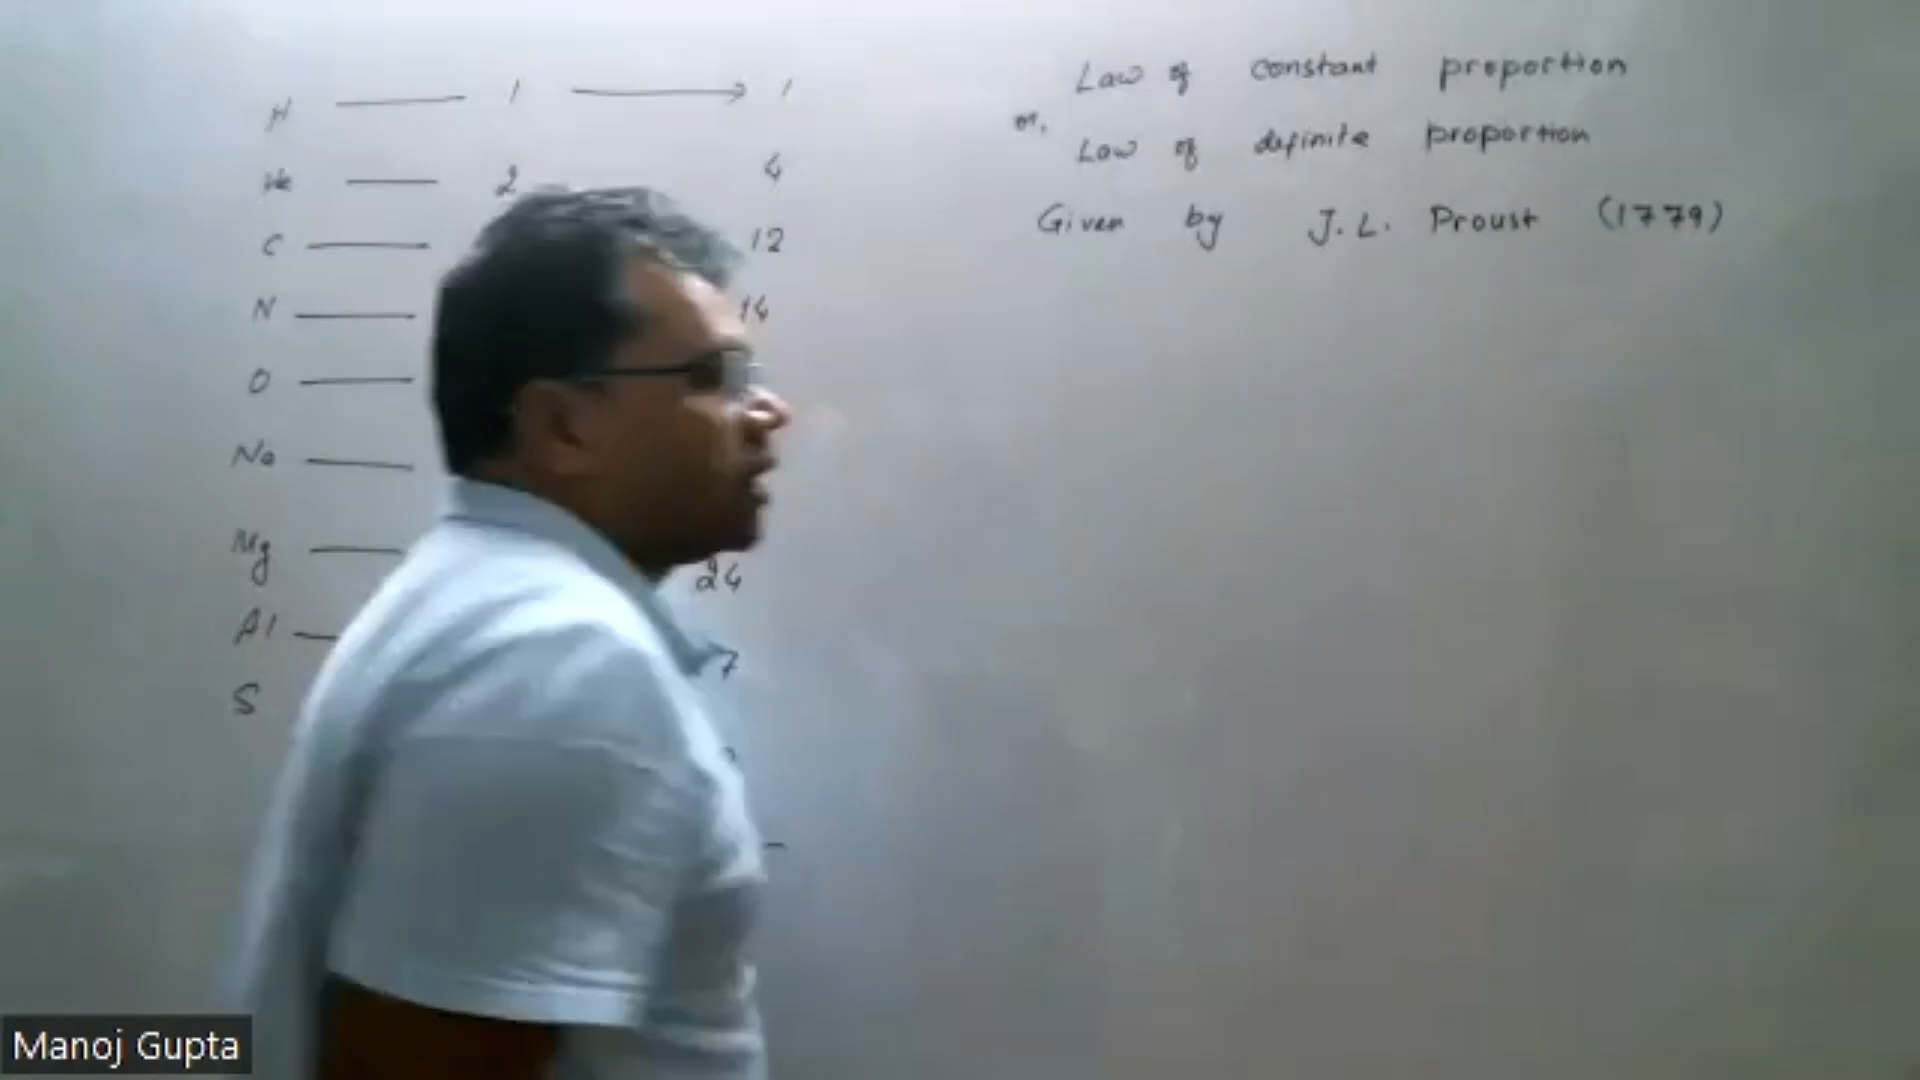 H — 1 → 1
He — 2 4
C — 12
N — 14
O —
Na —
Mg — 24
Al — 7
S
Law of constant proportion
or,
Law of definite proportion
Given by J.L. Proust (1779)
Manoj Gupta